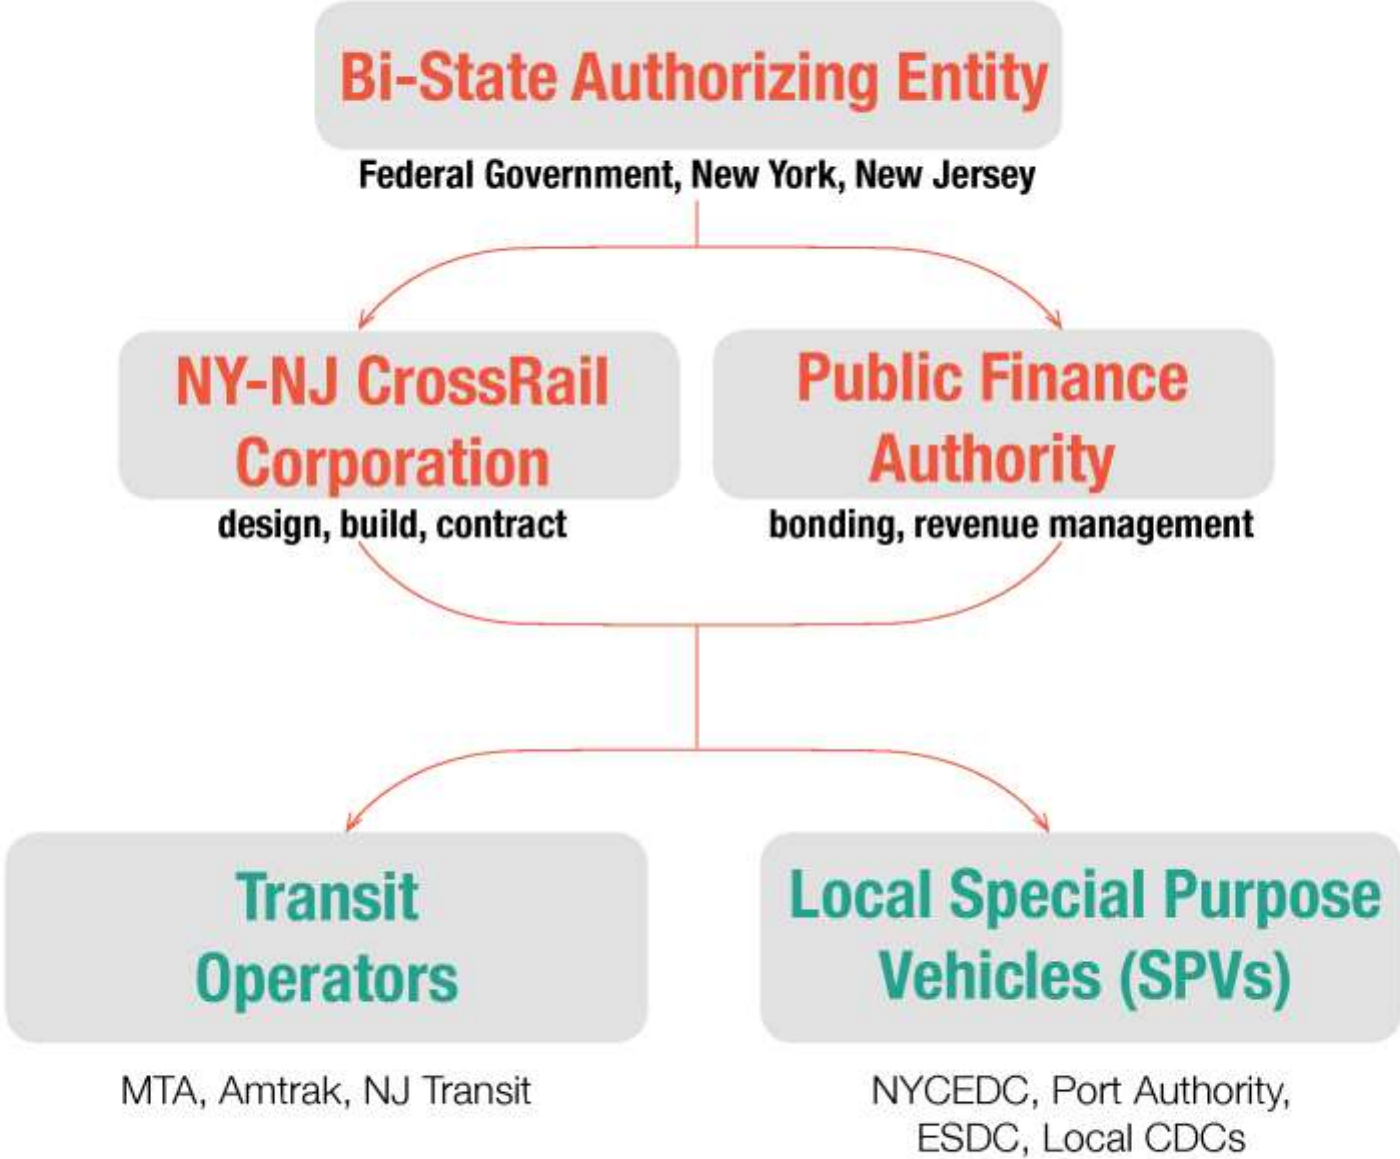 Bi-State Authorizing Entity
Federal Government, New York, New Jersey
NY-NJ CrossRail
Corporation
design, build, contract
Public Finance
Authority
bonding, revenue management
Transit
Operators
MTA, Amtrak, NJ Transit
Local Special Purpose
Vehicles (SPVs)
NYCEDC, Port Authority,
ESDC, Local CDCs